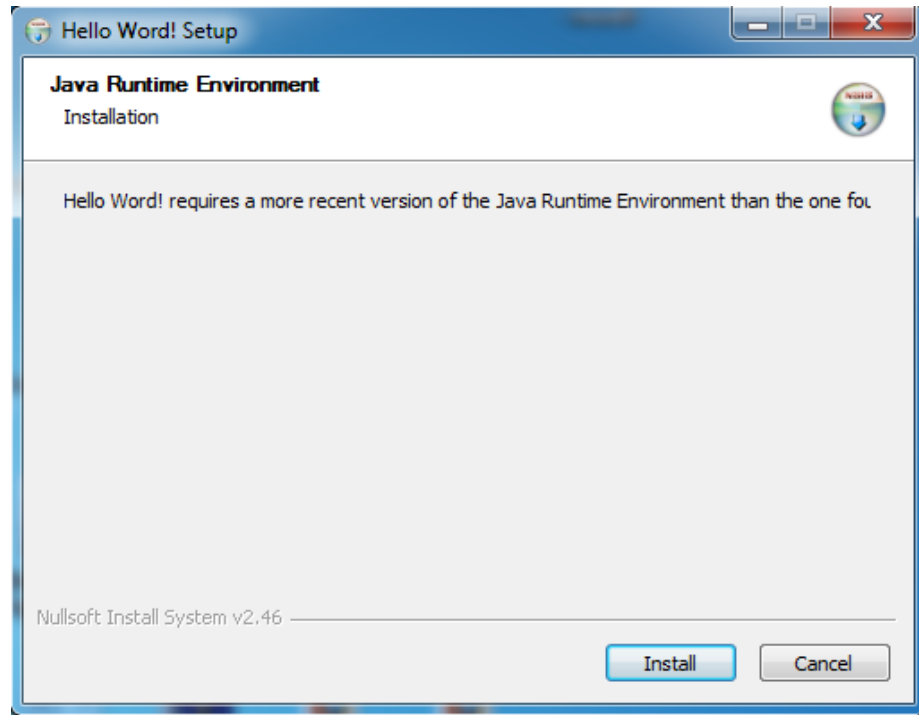 Hello Word! Setup
Java Runtime Environment
Installation
Hello Word! requires a more recent version of the Java Runtime Environment than the one
Nullsoft Install System v2.46
Install
Cancel